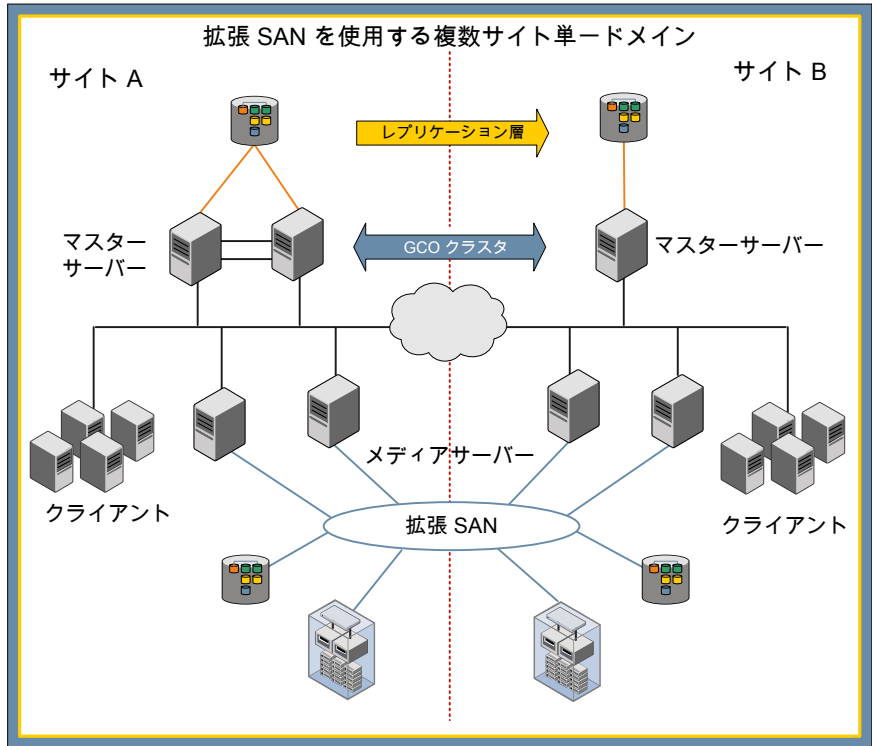 拡張 SAN を使用する複数サイト単一ドメイン
サイト A
サイト B
レプリケーション層
マスター
サーバー
GCO クラスタ
マスターサーバー
メディアサーバー
クライアント
拡張 SAN
クライアント